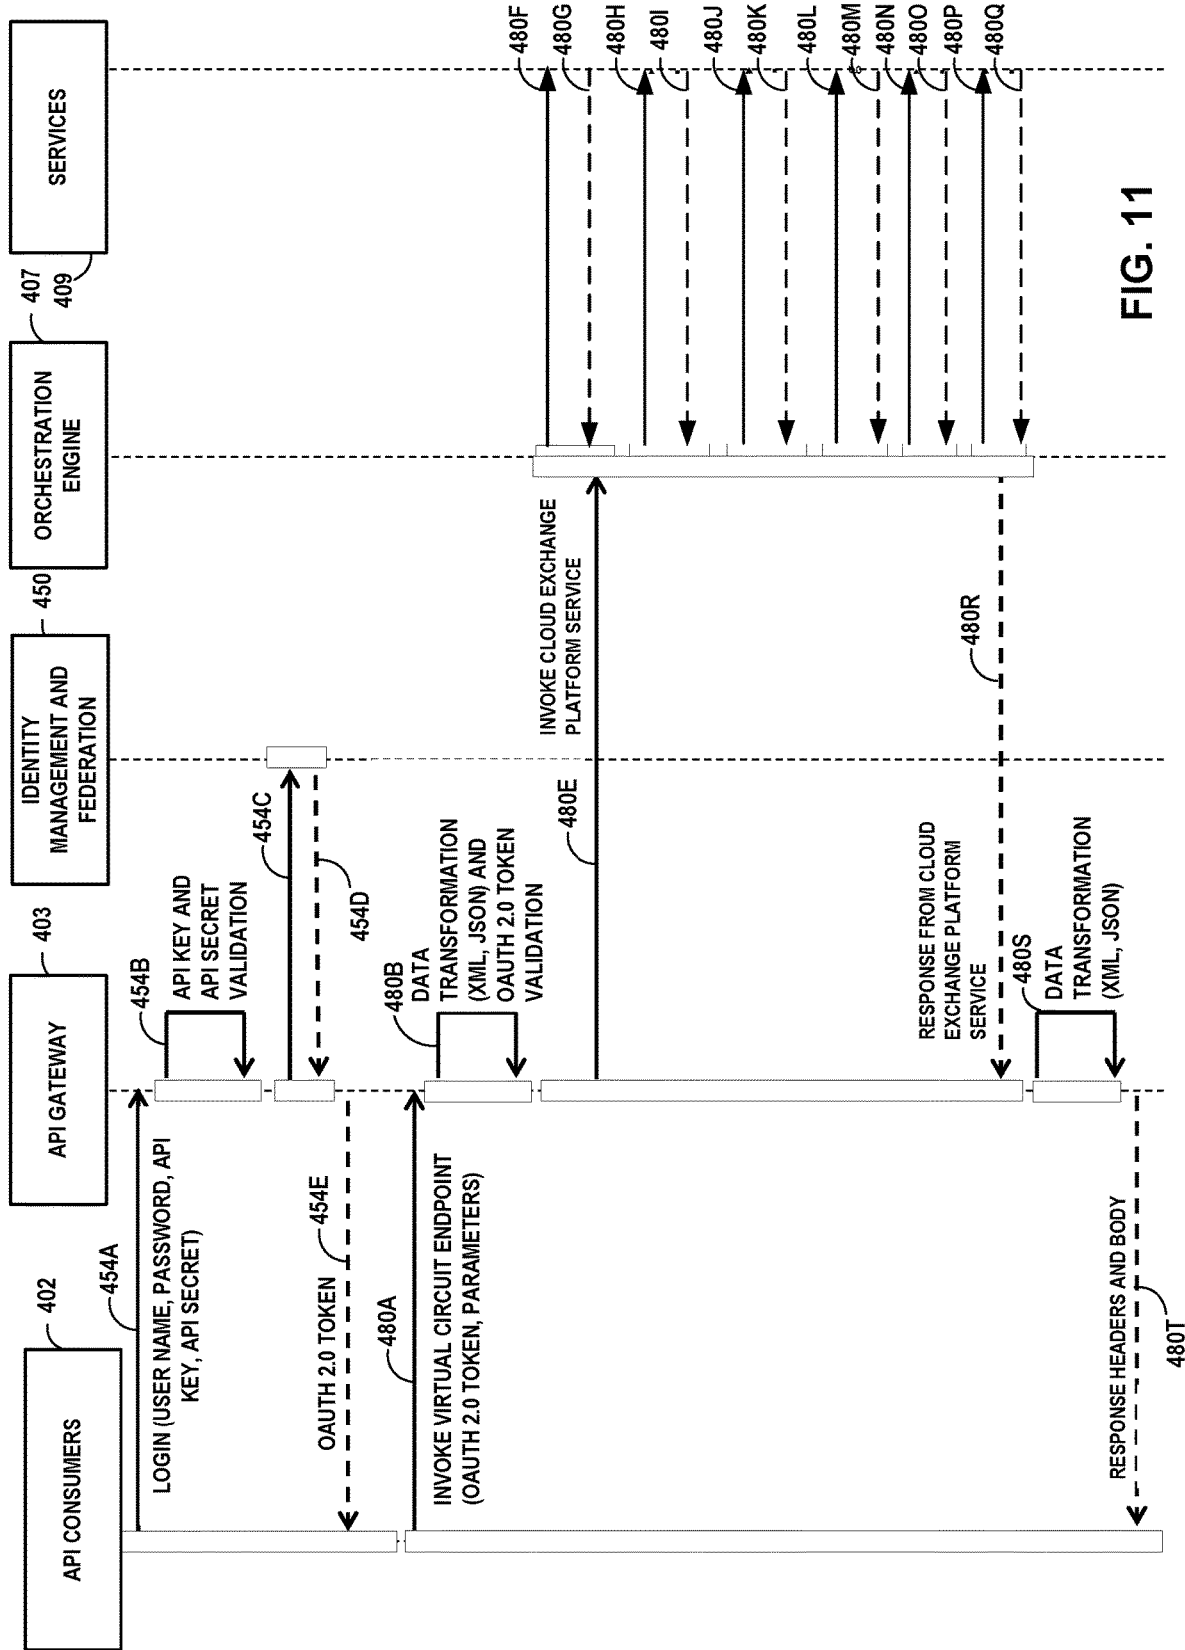 API CONSUMERS
402
API GATEWAY
403
IDENTITY
MANAGEMENT AND
FEDERATION
450
ORCHESTRATION
ENGINE
407
409
SERVICES
454A
LOGIN (USER NAME, PASSWORD, API
KEY, API SECRET)
454B
API KEY AND
API SECRET
VALIDATION
454C
454D
OAUTH 2.0 TOKEN
454E
480A
INVOKE VIRTUAL CIRCUIT ENDPOINT
(OAUTH 2.0 TOKEN, PARAMETERS)
480B
DATA
TRANSFORMATION
(XML, JSON) AND
OAUTH 2.0 TOKEN
VALIDATION
480E
INVOKE CLOUD EXCHANGE
PLATFORM SERVICE
480F
480G
480H
480I
480J
480K
480L
480M
480N
480O
480P
480Q
480R
RESPONSE FROM CLOUD
EXCHANGE PLATFORM
SERVICE
480S
DATA
TRANSFORMATION
(XML, JSON)
RESPONSE HEADERS AND BODY
480T
FIG. 11